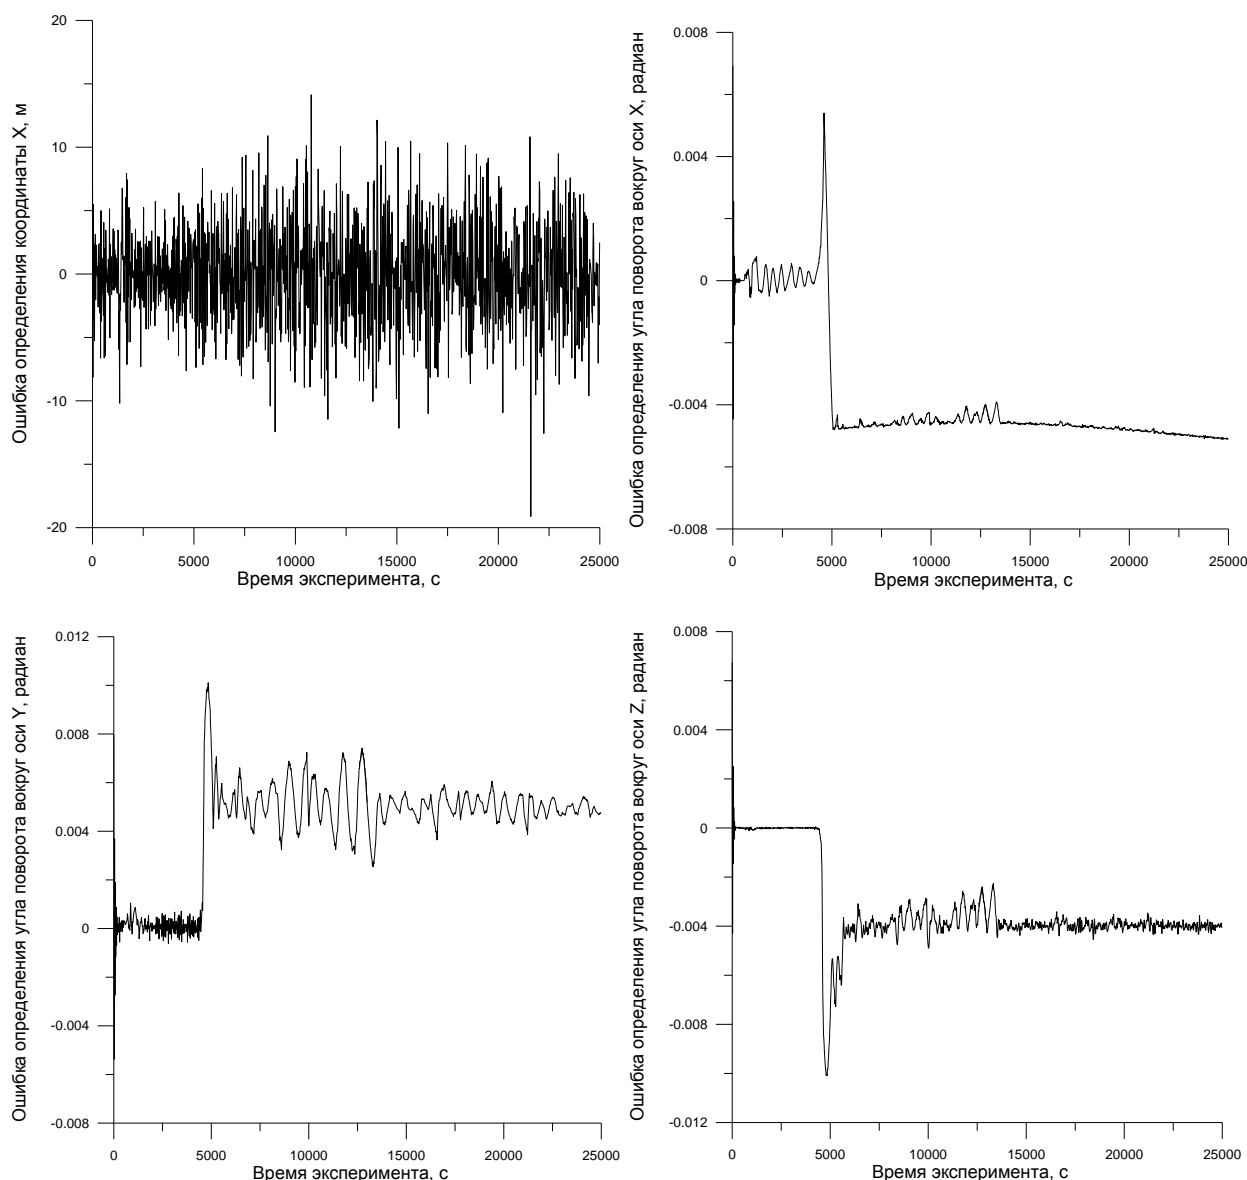 Ошибка определения координаты X, м
20
10
0
-10
-20
0 5000 10000 15000 20000 25000
Время эксперимента, с
Ошибка определения угла поворота вокруг оси X, радиан
0.008
0.004
0
-0.004
-0.008
0 5000 10000 15000 20000 25000
Время эксперимента, с
Ошибка определения угла поворота вокруг оси Y, радиан
0.012
0.008
0.004
0
-0.004
-0.008
0 5000 10000 15000 20000 25000
Время эксперимента, с
Ошибка определения угла поворота вокруг оси Z, радиан
0.008
0.004
0
-0.004
-0.008
-0.012
0 5000 10000 15000 20000 25000
Время эксперимента, с